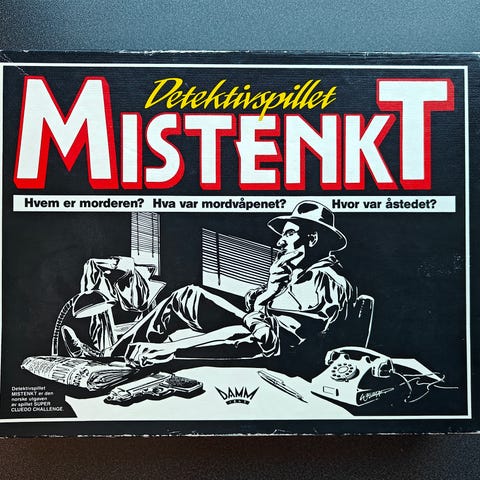 Detektivspillet
MISTENKT
Hvem er morderen? Hva var mordvåpenet? Hvor var åstedet?
Detektivspillet
MISTENKT er den
norske utgaven
av spillet SUPER
CLUEDO CHALLENGE.
DAMM